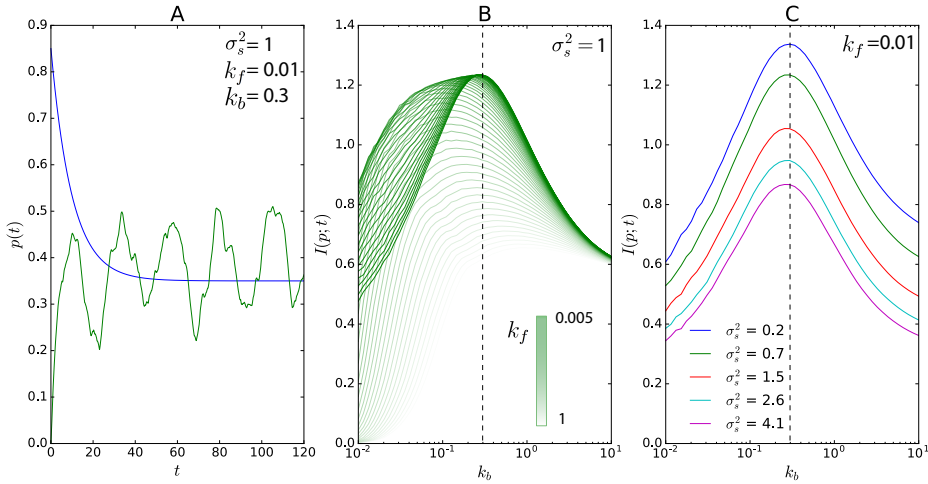 A
σ_s^2 = 1
k_f = 0.01
k_b = 0.3
p(t)
0.9
0.8
0.7
0.6
0.5
0.4
0.3
0.2
0.1
0.0
0 20 40 60 80 100 120
t
B
σ_s^2 = 1
I(p; t)
1.4
1.2
1.0
0.8
0.6
0.4
0.2
0.0
k_f
0.005
1
10^-2 10^-1 10^0 10^1
k_b
C
k_f = 0.01
I(p; t)
1.4
1.2
1.0
0.8
0.6
0.4
0.2
0.0
σ_s^2 = 0.2
σ_s^2 = 0.7
σ_s^2 = 1.5
σ_s^2 = 2.6
σ_s^2 = 4.1
10^-2 10^-1 10^0 10^1
k_b